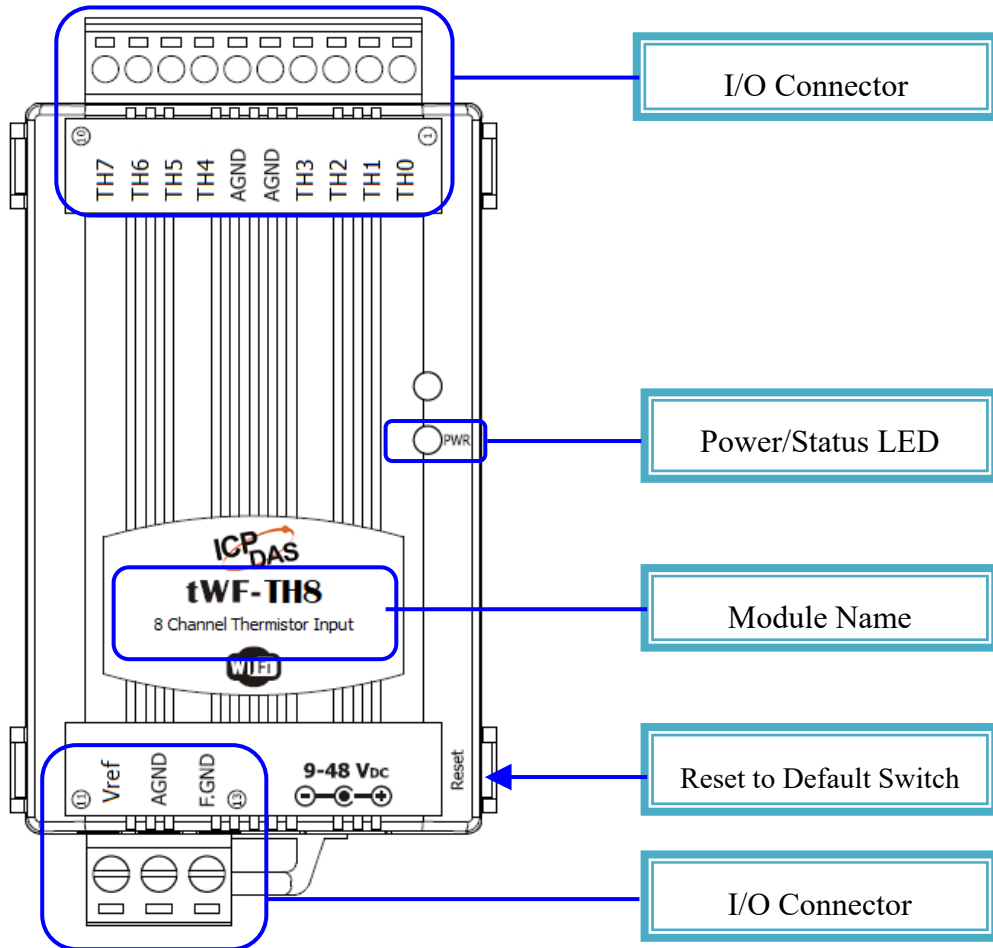 I/O Connector
10
1
TH7
TH6
TH5
TH4
AGND
AGND
TH3
TH2
TH1
TH0
PWR
Power/Status LED
ICP
DAS
tWF-TH8
8 Channel Thermistor Input
WiFi
Module Name
11
Vref
AGND
F.GND
13
9-48 VDC
Reset
Reset to Default Switch
I/O Connector